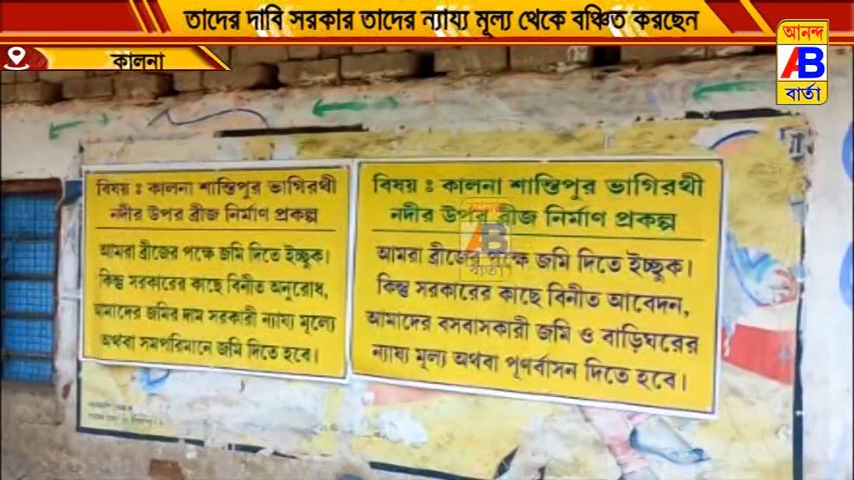 তাদের দাবি সরকার তাদের ন্যায্য মূল্য থেকে বঞ্চিত করছেন
কালনা
আনন্দ
AB
বার্তা
বিষয় ঃ কালনা শান্তিপুর ভাগিরথী
নদীর উপর ব্রীজ নির্মাণ প্রকল্প
আমরা ব্রীজের পক্ষে জমি দিতে ইচ্ছুক।
কিন্তু সরকারের কাছে বিনীত অনুরোধ,
আমাদের জমির দাম সরকারী ন্যায্য মূল্যে
অথবা সমপরিমানে জমি দিতে হবে।
বিষয় ঃ কালনা শান্তিপুর ভাগিরথী
নদীর উপর ব্রীজ নির্মাণ প্রকল্প
আমরা ব্রীজের পক্ষে জমি দিতে ইচ্ছুক।
কিন্তু সরকারের কাছে বিনীত আবেদন,
আমাদের বসবাসকারী জমি ও বাড়িঘরের
ন্যায্য মূল্য অথবা পূণর্বাসন দিতে হবে।
আনন্দ
AB
বার্তা